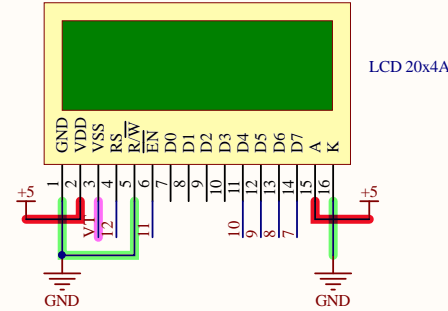 LCD 20x4A
GND
VDD
VSS
RS
R/W
EN
D0
D1
D2
D3
D4
D5
D6
D7
A
K
1
2
3
4
5
6
7
8
9
10
11
12
13
14
15
16
+5
VT
12
11
10
9
8
7
+5
GND
GND